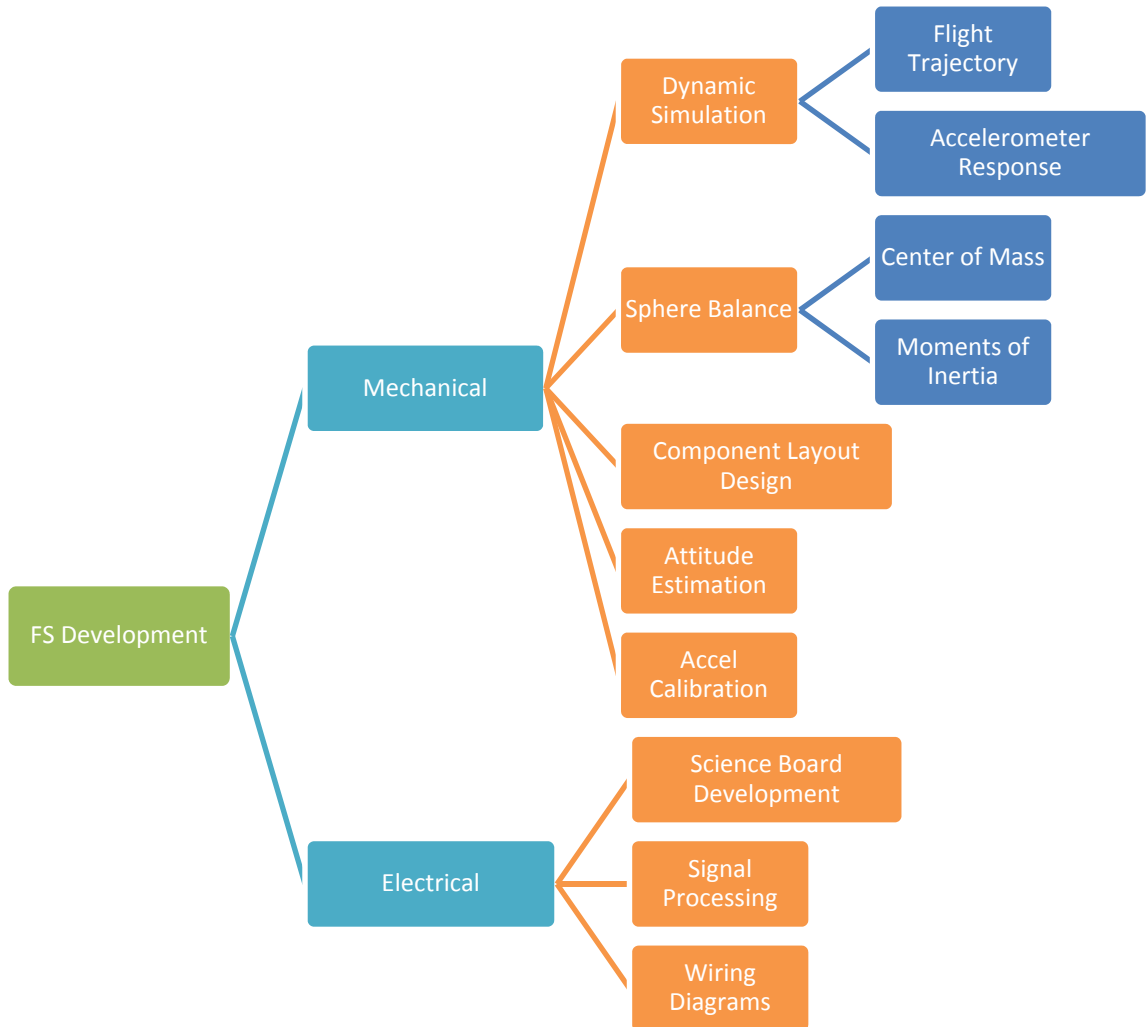 Flight
Trajectory
Dynamic
Simulation
Accelerometer
Response
Center of Mass
Sphere Balance
Moments of
Inertia
Mechanical
Component Layout
Design
Attitude
Estimation
FS Development
Accel
Calibration
Science Board
Development
Electrical
Signal
Processing
Wiring
Diagrams